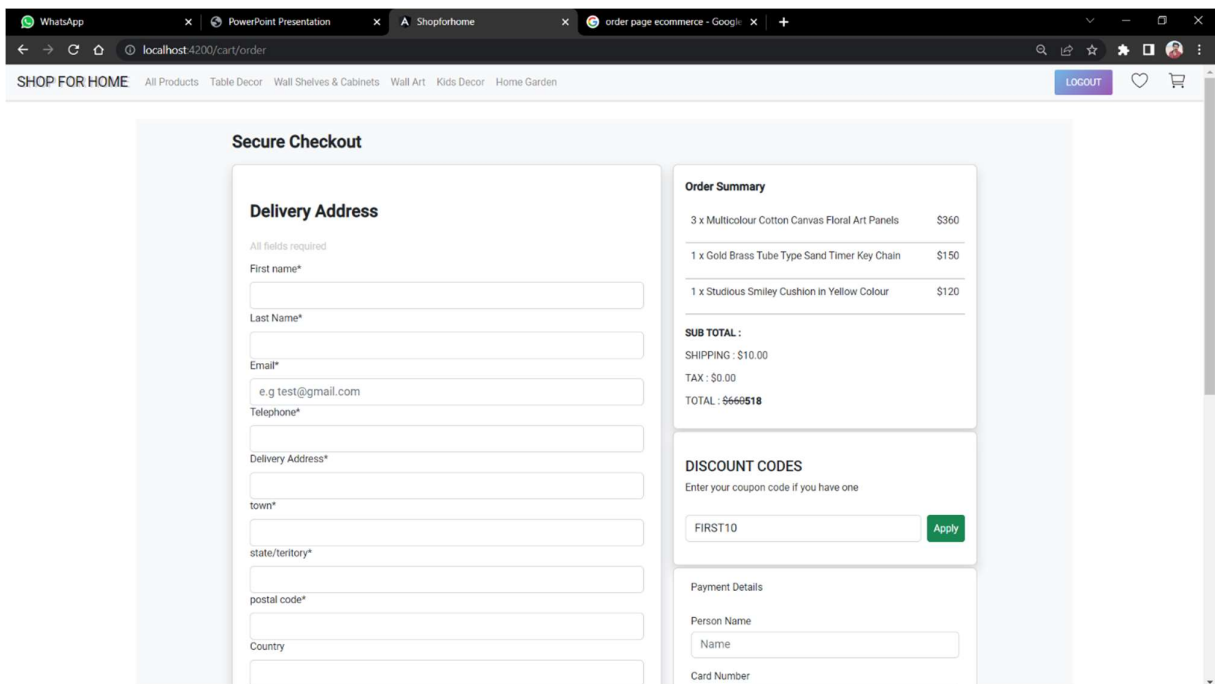 WhatsApp
PowerPoint Presentation
Shopforhome
order page ecommerce - Google
localhost:4200/cart/order
SHOP FOR HOME All Products Table Decor Wall Shelves & Cabinets Wall Art Kids Decor Home Garden LOGOUT
Secure Checkout
Delivery Address
All fields required
First name*
Last Name*
Email*
e.g test@gmail.com
Telephone*
Delivery Address*
town*
state/teritory*
postal code*
Country
Order Summary
3 x Multicolour Cotton Canvas Floral Art Panels $360
1 x Gold Brass Tube Type Sand Timer Key Chain $150
1 x Studious Smiley Cushion in Yellow Colour $120
SUB TOTAL :
SHIPPING : $10.00
TAX : $0.00
TOTAL : $660518
DISCOUNT CODES
Enter your coupon code if you have one
FIRST10 Apply
Payment Details
Person Name
Name
Card Number